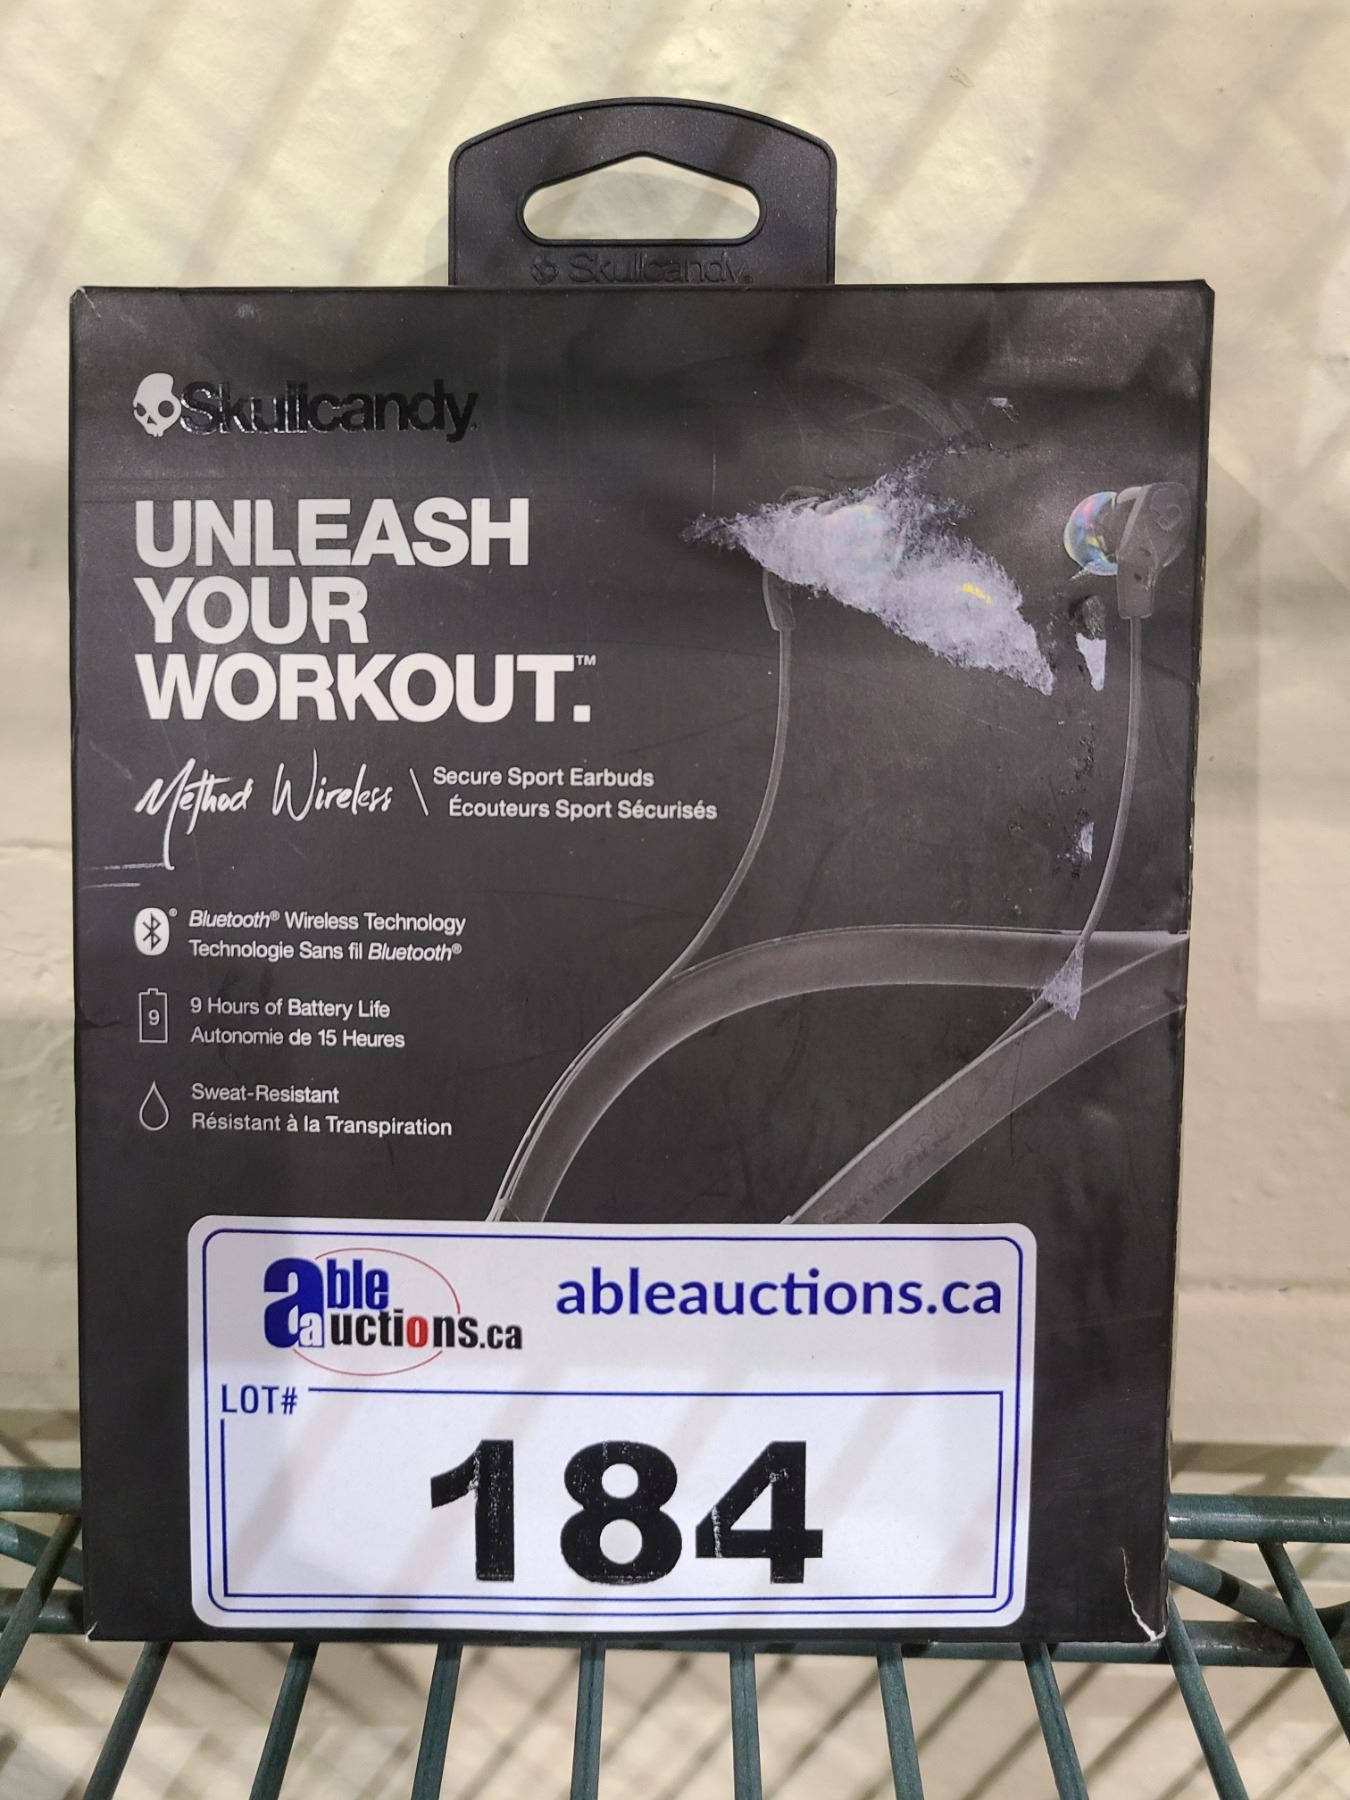 Skullcandy.
Skullcandy.
UNLEASH
YOUR
WORKOUT.™
Method Wireless \ Secure Sport Earbuds
Écouteurs Sport Sécurisés
Bluetooth® Wireless Technology
Technologie Sans fil Bluetooth®
9 Hours of Battery Life
9
Autonomie de 15 Heures
Sweat-Resistant
Résistant à la Transpiration
able auctions.ca
ableauctions.ca
LOT#
184